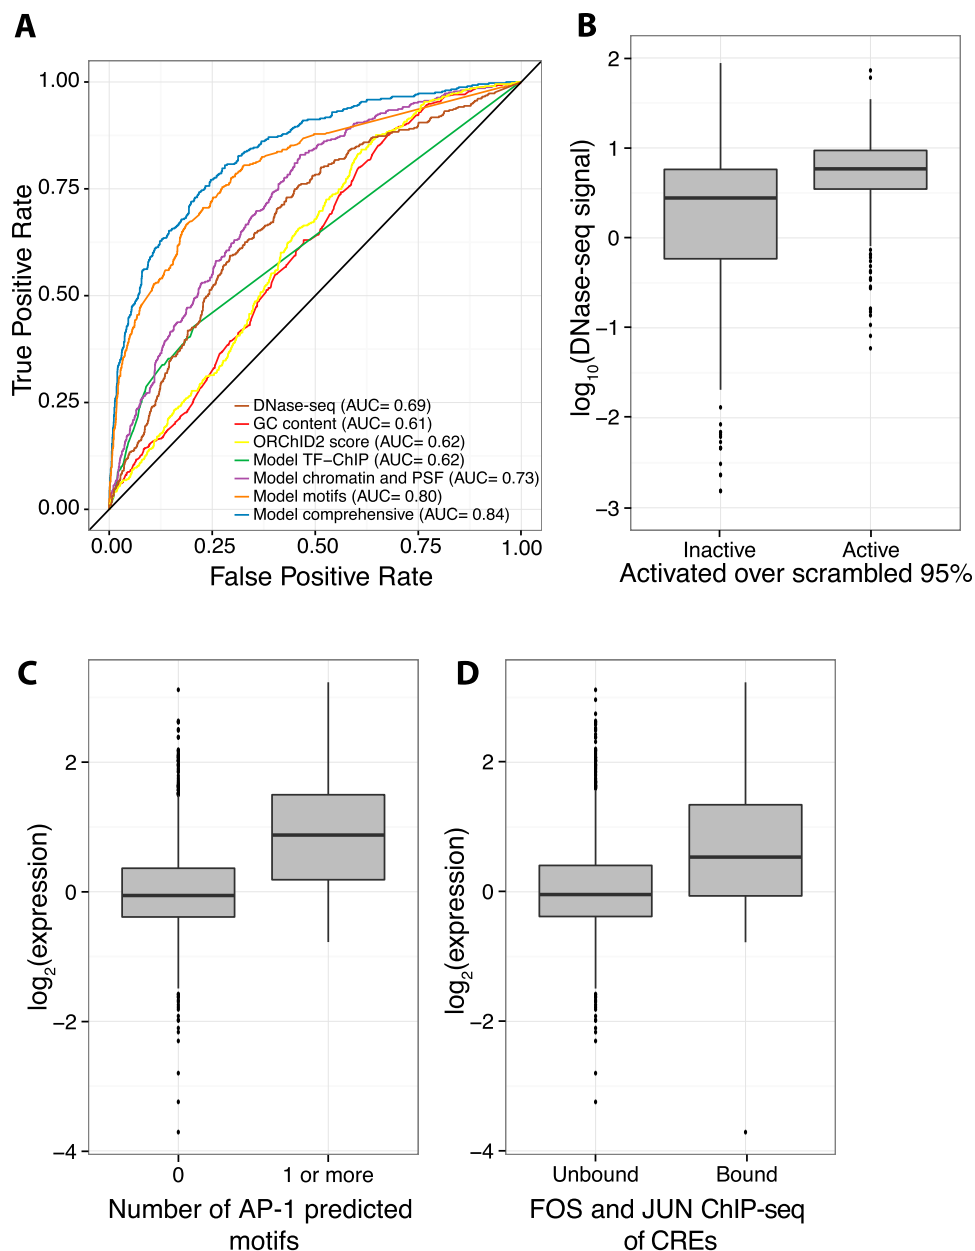 A
True Positive Rate
1.00
0.75
0.50
0.25
0.00
DNase-seq (AUC= 0.69)
GC content (AUC= 0.61)
ORChID2 score (AUC= 0.62)
Model TF−ChIP (AUC= 0.62)
Model chromatin and PSF (AUC= 0.73)
Model motifs (AUC= 0.80)
Model comprehensive (AUC= 0.84)
0.00 0.25 0.50 0.75 1.00
False Positive Rate
B
log10(DNase-seq signal)
2
1
0
−1
−2
−3
Inactive Active
Activated over scrambled 95%
C
log2(expression)
2
0
−2
−4
0 1 or more
Number of AP-1 predicted
motifs
D
log2(expression)
2
0
−2
−4
Unbound Bound
FOS and JUN ChIP-seq
of CREs